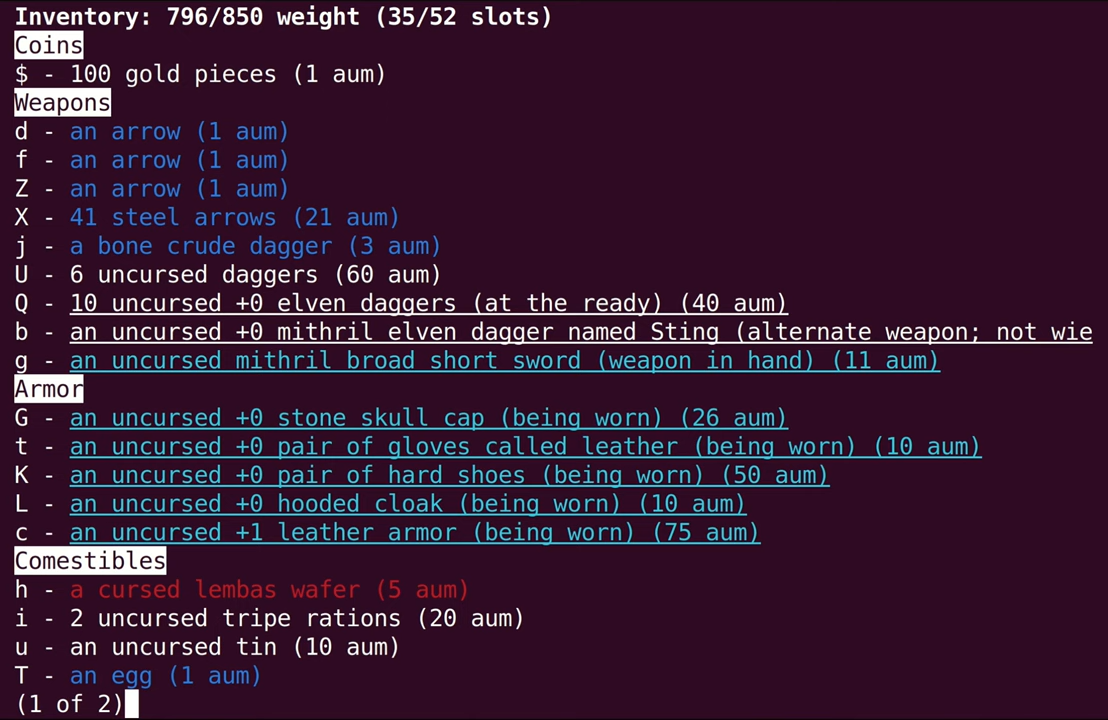 Inventory: 796/850 weight (35/52 slots)
Coins
$ - 100 gold pieces (1 aum)
Weapons
d - an arrow (1 aum)
f - an arrow (1 aum)
Z - an arrow (1 aum)
X - 41 steel arrows (21 aum)
j - a bone crude dagger (3 aum)
U - 6 uncursed daggers (60 aum)
Q - 10 uncursed +0 elven daggers (at the ready) (40 aum)
b - an uncursed +0 mithril elven dagger named Sting (alternate weapon; not wie
g - an uncursed mithril broad short sword (weapon in hand) (11 aum)
Armor
G - an uncursed +0 stone skull cap (being worn) (26 aum)
t - an uncursed +0 pair of gloves called leather (being worn) (10 aum)
K - an uncursed +0 pair of hard shoes (being worn) (50 aum)
L - an uncursed +0 hooded cloak (being worn) (10 aum)
c - an uncursed +1 leather armor (being worn) (75 aum)
Comestibles
h - a cursed lembas wafer (5 aum)
i - 2 uncursed tripe rations (20 aum)
u - an uncursed tin (10 aum)
T - an egg (1 aum)
(1 of 2)